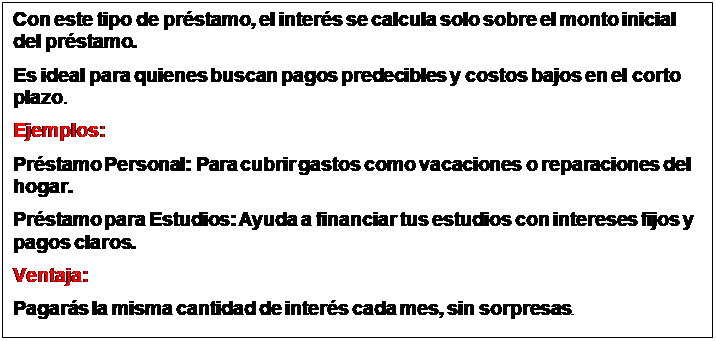 Con este tipo de préstamo, el interés se calcula solo sobre el monto inicial
del préstamo.
Es ideal para quienes buscan pagos predecibles y costos bajos en el corto
plazo.
Ejemplos:
Préstamo Personal: Para cubrir gastos como vacaciones o reparaciones del
hogar.
Préstamo para Estudios: Ayuda a financiar tus estudios con intereses fijos y
pagos claros.
Ventaja:
Pagarás la misma cantidad de interés cada mes, sin sorpresas.